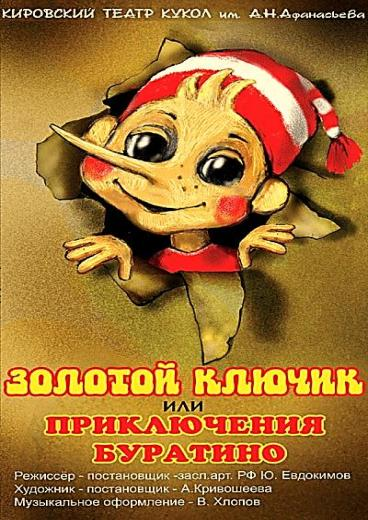 КИРОВСКИЙ ТЕАТР КУКОЛ им. А.Н.Афанасьева
ЗОЛОТОЙ КЛЮЧИК
ИЛИ
ПРИКЛЮЧЕНИЯ
БУРАТИНО
Режиссёр - постановщик -засл.арт. РФ Ю. Евдокимов
Художник - постановщик - А.Кривошеева
Музыкальное оформление - В. Хлопов